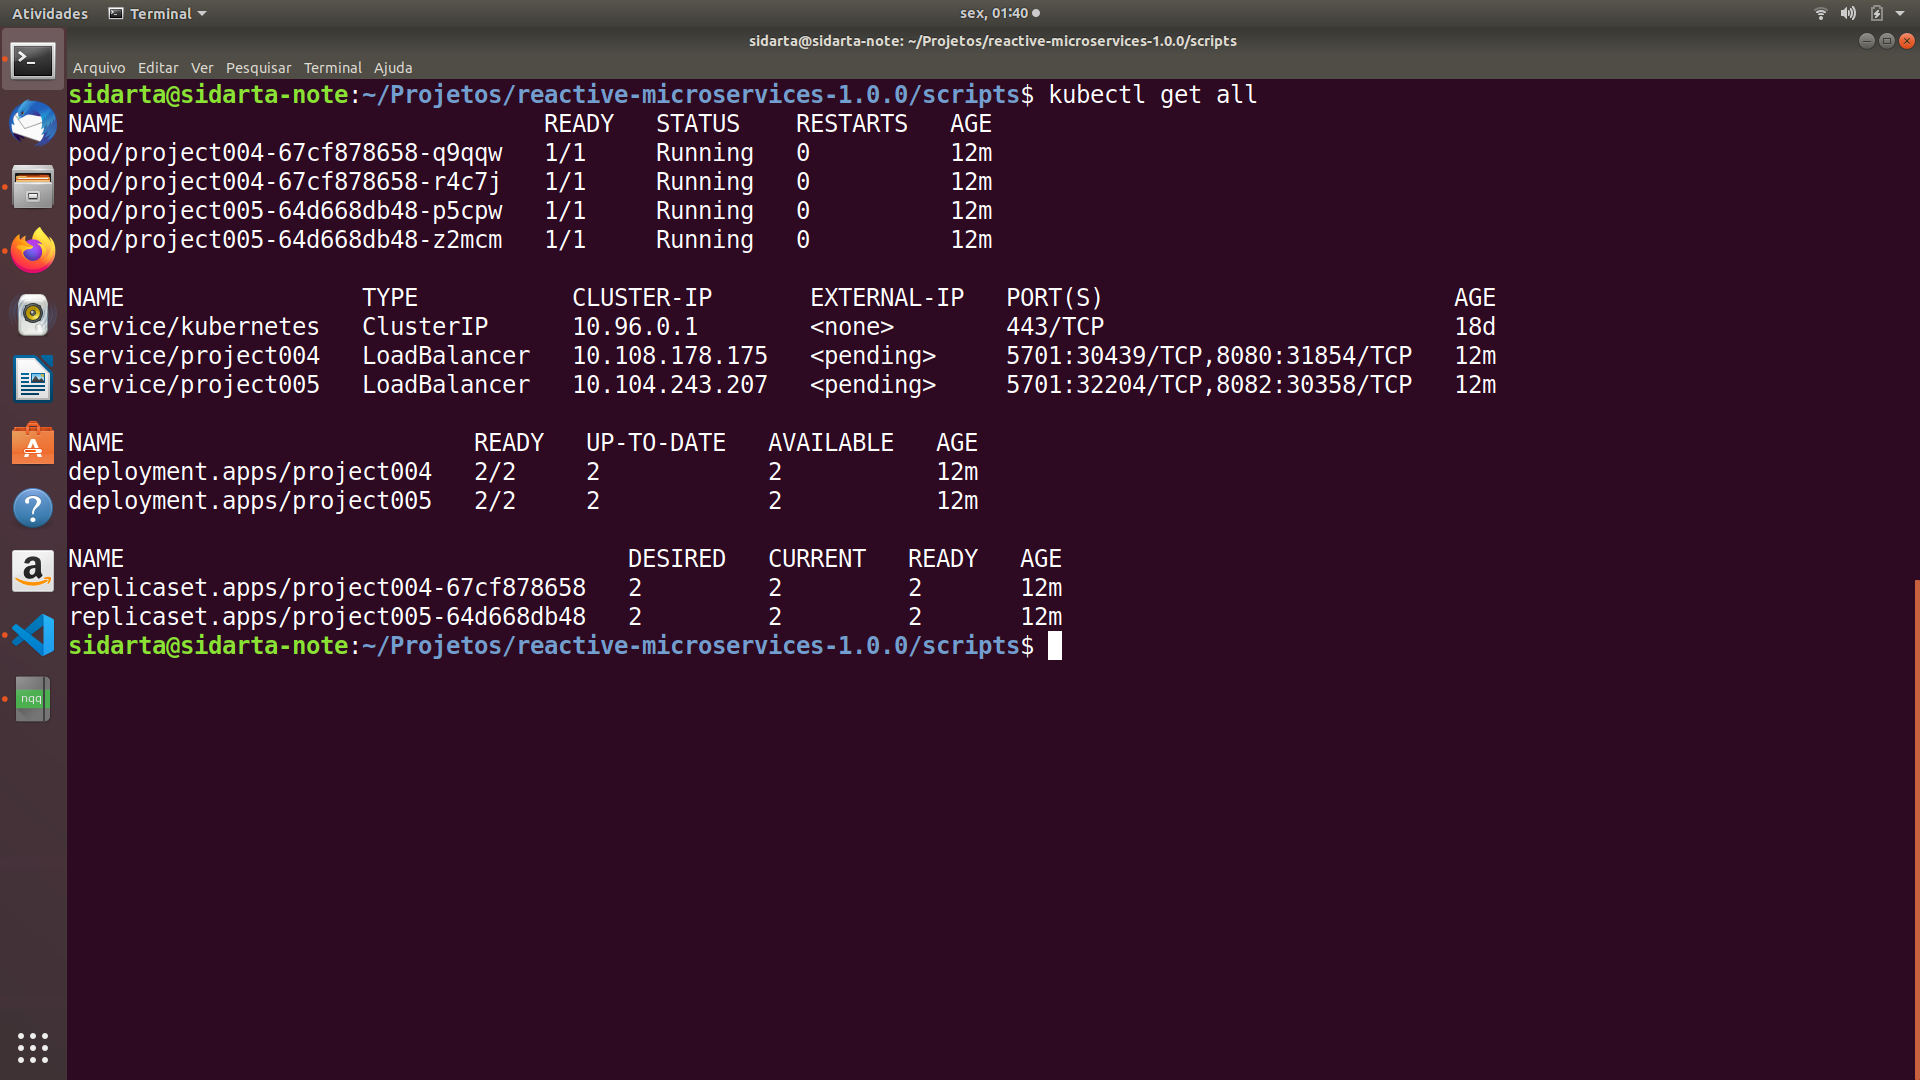 Atividades Terminal sex, 01:40
sidarta@sidarta-note: ~/Projetos/reactive-microservices-1.0.0/scripts
Arquivo Editar Ver Pesquisar Terminal Ajuda
sidarta@sidarta-note:~/Projetos/reactive-microservices-1.0.0/scripts$ kubectl get all
NAME READY STATUS RESTARTS AGE
pod/project004-67cf878658-q9qqw 1/1 Running 0 12m
pod/project004-67cf878658-r4c7j 1/1 Running 0 12m
pod/project005-64d668db48-p5cpw 1/1 Running 0 12m
pod/project005-64d668db48-z2mcm 1/1 Running 0 12m
NAME TYPE CLUSTER-IP EXTERNAL-IP PORT(S) AGE
service/kubernetes ClusterIP 10.96.0.1 <none> 443/TCP 18d
service/project004 LoadBalancer 10.108.178.175 <pending> 5701:30439/TCP,8080:31854/TCP 12m
service/project005 LoadBalancer 10.104.243.207 <pending> 5701:32204/TCP,8082:30358/TCP 12m
NAME READY UP-TO-DATE AVAILABLE AGE
deployment.apps/project004 2/2 2 2 12m
deployment.apps/project005 2/2 2 2 12m
NAME DESIRED CURRENT READY AGE
replicaset.apps/project004-67cf878658 2 2 2 12m
replicaset.apps/project005-64d668db48 2 2 2 12m
sidarta@sidarta-note:~/Projetos/reactive-microservices-1.0.0/scripts$
nqq